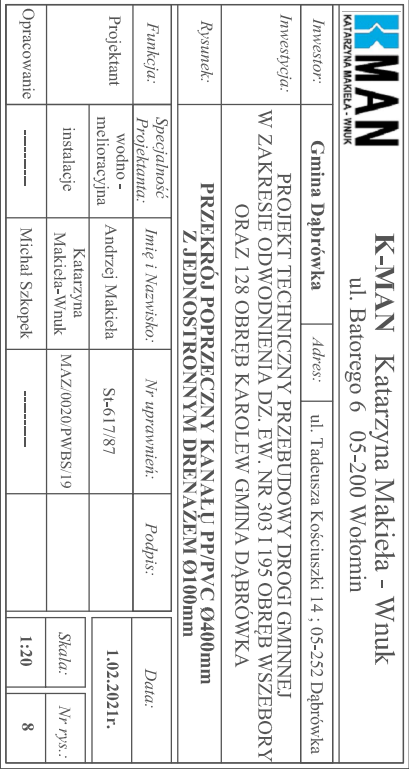 K MAN
KATARZYNA MAKIEŁA - WNUK
K-MAN Katarzyna Makieła - Wnuk
ul. Batorego 6 05-200 Wołomin
Inwestor: Gmina Dąbrówka Adres: ul. Tadeusza Kościuszki 14 ; 05-252 Dąbrówka
Inwestycja: PROJEKT TECHNICZNY PRZEBUDOWY DROGI GMINNEJ
W ZAKRESIE ODWODNIENIA DZ. EW. NR 303 I 195 OBRĘB WSZEBORY
ORAZ 128 OBRĘB KAROLEW GMINA DĄBRÓWKA
Rysunek: PRZEKRÓJ POPRZECZNY KANAŁU PP/PVC Ø400mm
Z JEDNOSTRONNYM DRENAŻEM Ø100mm
Funkcja: Specjalność Projektanta: Imię i Nazwisko: Nr uprawnień: Podpis: Data:
Projektant wodno - melioracyjna Andrzej Makieła St-617/87 1.02.2021r.
instalacje Katarzyna Makieła-Wnuk MAZ/0020/PWBS/19 Skala: Nr rys.:
Opracowanie ------- Michał Szkopek ------- 1:20 8